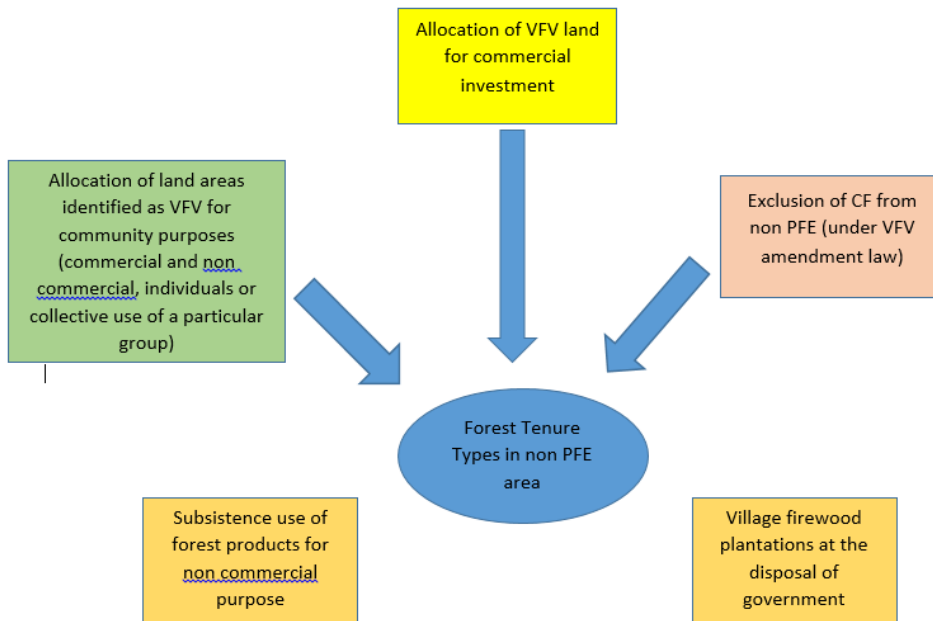 Allocation of VFV land
for commercial
investment
Allocation of land areas
identified as VFV for
community purposes
(commercial and non
commercial, individuals or
collective use of a particular
group)
Exclusion of CF from
non PFE (under VFV
amendment law)
Forest Tenure
Types in non PFE
area
Subsistence use of
forest products for
non commercial
purpose
Village firewood
plantations at the
disposal of
government